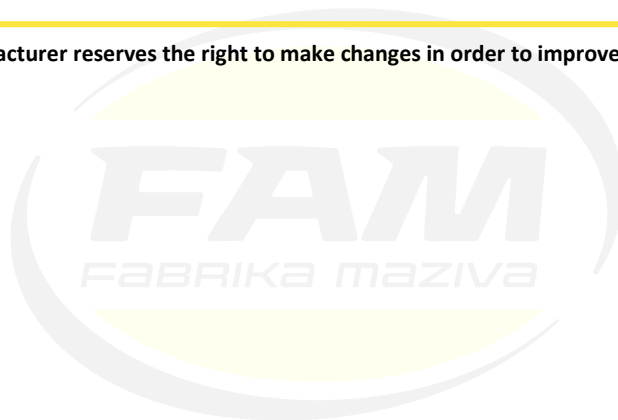 acturer reserves the right to make changes in order to improve
FAM
FABRIKA MAZIVA